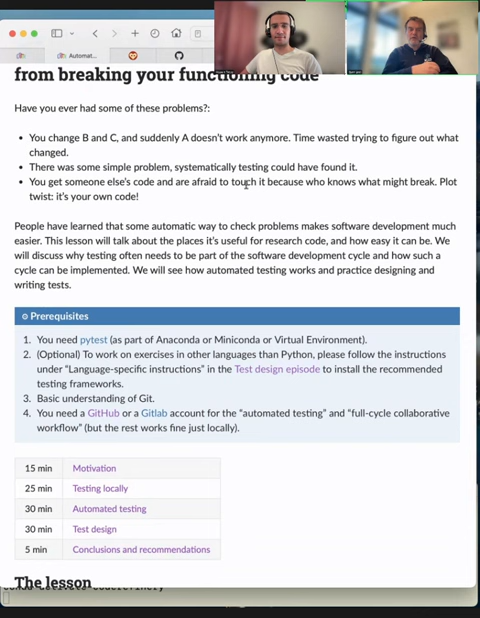 Automat...
from breaking your functioning code
Have you ever had some of these problems?:
• You change B and C, and suddenly A doesn't work anymore. Time wasted trying to figure out what
changed.
• There was some simple problem, systematically testing could have found it.
• You get someone else's code and are afraid to touch it because who knows what might break. Plot
twist: it's your own code!
People have learned that some automatic way to check problems makes software development much
easier. This lesson will talk about the places it's useful for research code, and how easy it can be. We
will discuss why testing often needs to be part of the software development cycle and how such a
cycle can be implemented. We will see how automated testing works and practice designing and
writing tests.
Prerequisites
1. You need pytest (as part of Anaconda or Miniconda or Virtual Environment).
2. (Optional) To work on exercises in other languages than Python, please follow the instructions
under "Language-specific instructions" in the Test design episode to install the recommended
testing frameworks.
3. Basic understanding of Git.
4. You need a GitHub or a Gitlab account for the "automated testing" and "full-cycle collaborative
workflow" (but the rest works fine just locally).
15 min Motivation
25 min Testing locally
30 min Automated testing
30 min Test design
5 min Conclusions and recommendations
The lesson